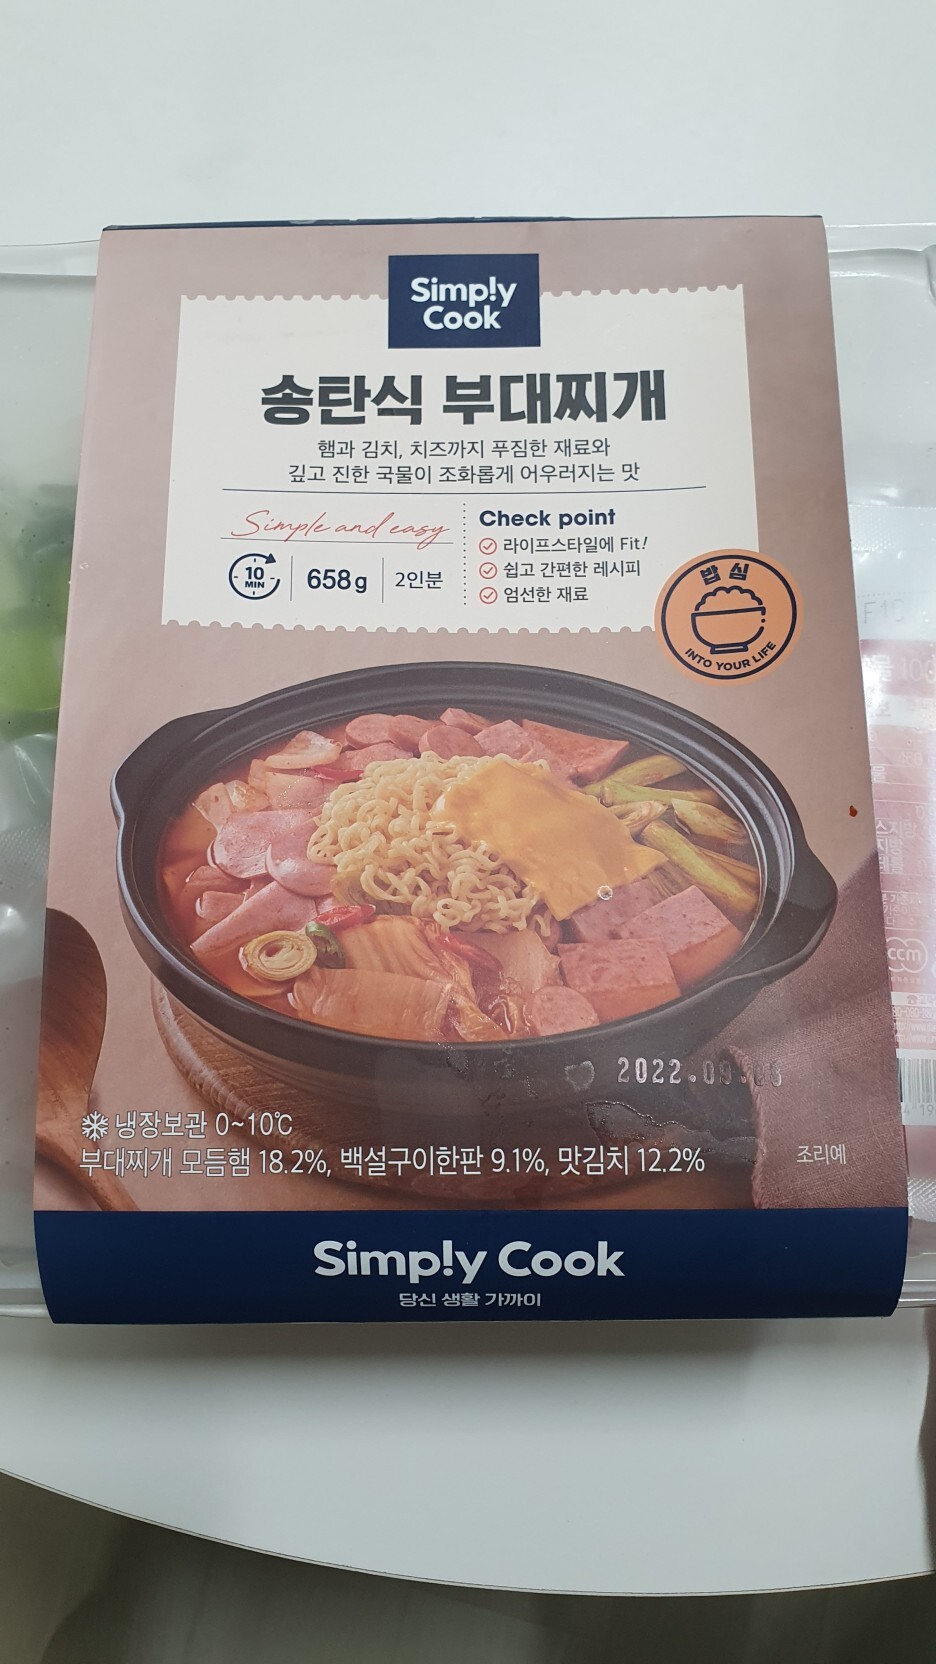 Simp!y
Cook
송탄식 부대찌개
햄과 김치, 치즈까지 푸짐한 재료와
깊고 진한 국물이 조화롭게 어우러지는 맛
Simple and easy
10
MIN
658g
2인분
Check point
라이프스타일에 Fit!
쉽고 간편한 레시피
엄선한 재료
밥심
INTO YOUR LIFE
ccm
2022.09.
냉장보관 0~10℃
부대찌개 모듬햄 18.2%, 백설구이한판 9.1%, 맛김치 12.2%
조리예
Simp!y Cook
당신 생활 가까이